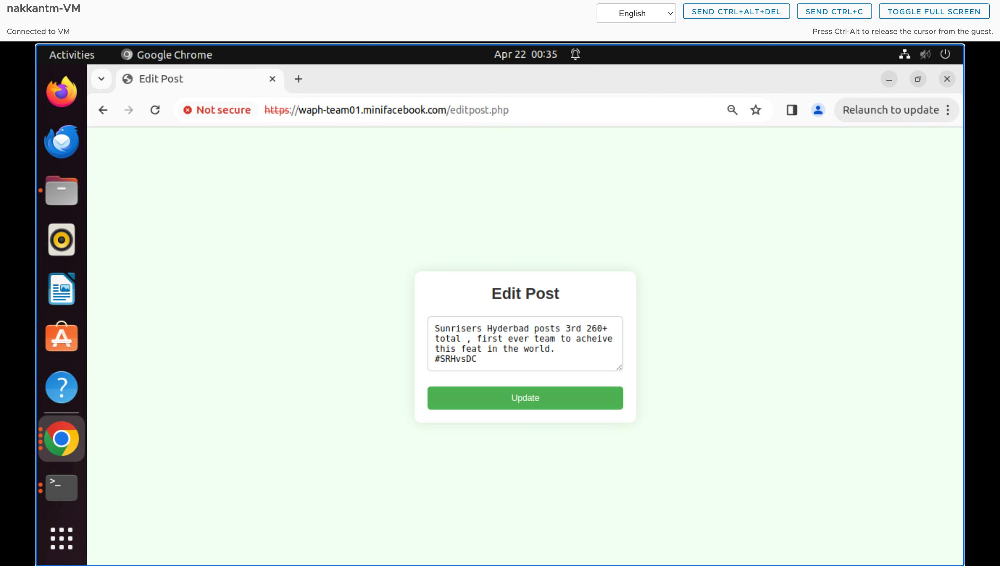 nakkantm-VM
English
SEND CTRL+ALT+DEL
SEND CTRL+C
TOGGLE FULL SCREEN
Connected to VM
Press Ctrl-Alt to release the cursor from the guest.
Activities
Google Chrome
Apr 22 00:35
Edit Post
Not secure
https://waph-team01.minifacebook.com/editpost.php
Relaunch to update
Edit Post
Sunrisers Hyderbad posts 3rd 260+
total , first ever team to acheive
this feat in the world.
#SRHvsDC
Update